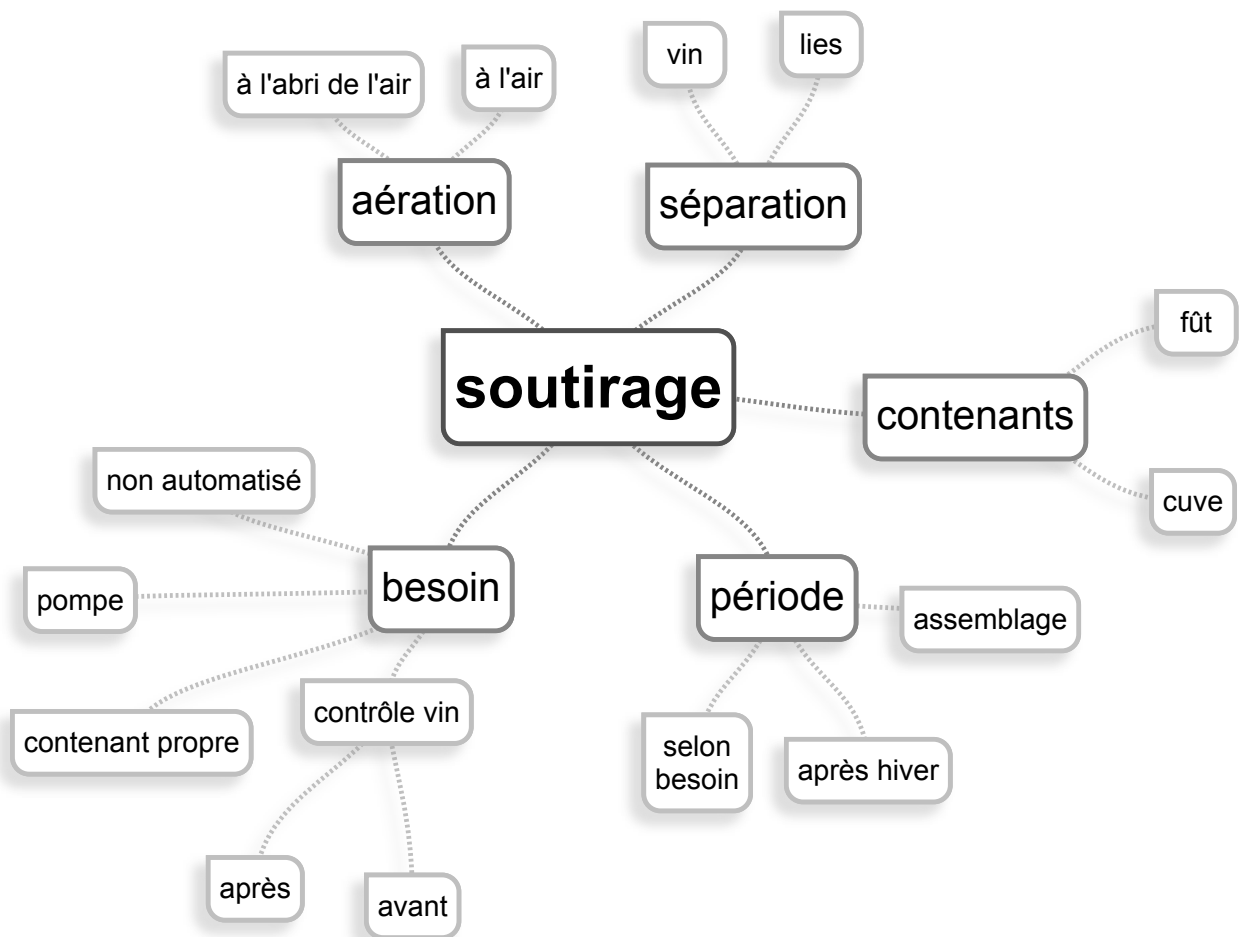 vin
lies
à l'abri de l'air
à l'air
aération
séparation
fût
soutirage
contenants
non automatisé
cuve
besoin
période
pompe
assemblage
contrôle vin
contenant propre
selon
besoin
après hiver
après
avant